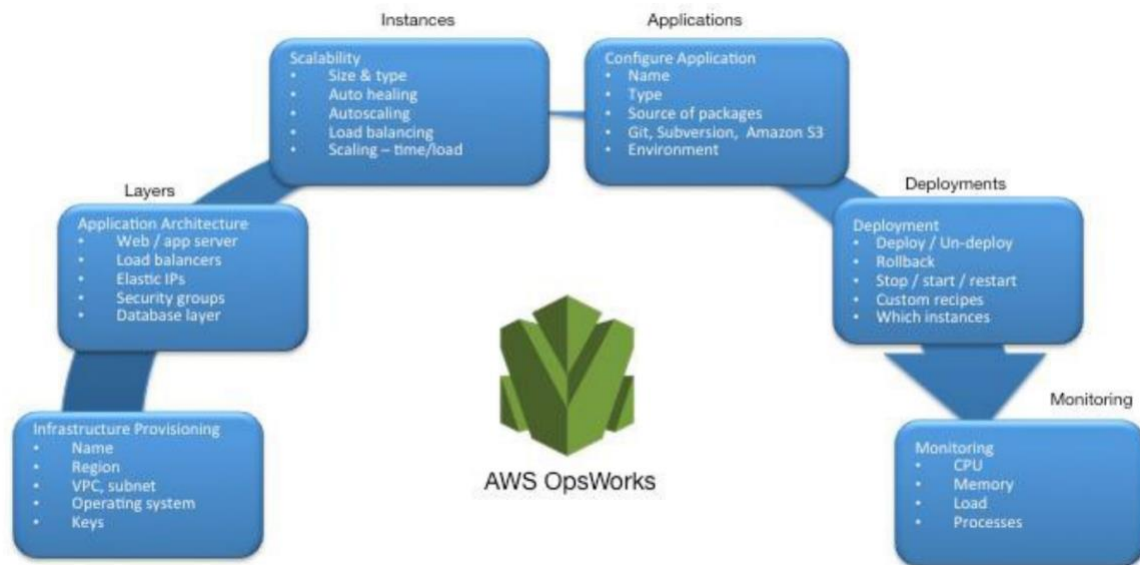 Instances
Applications
Scalability
• Size & type
• Auto healing
• Autoscaling
• Load balancing
• Scaling – time/load
Configure Application
• Name
• Type
• Source of packages
• Git, Subversion, Amazon S3
• Environment
Layers
Deployments
Application Architecture
• Web / app server
• Load balancers
• Elastic IPs
• Security groups
• Database layer
Deployment
• Deploy / Un-deploy
• Rollback
• Stop / start / restart
• Custom recipes
• Which instances
Monitoring
Infrastructure Provisioning
• Name
• Region
• VPC, subnet
• Operating system
• Keys
AWS OpsWorks
Monitoring
• CPU
• Memory
• Load
• Processes